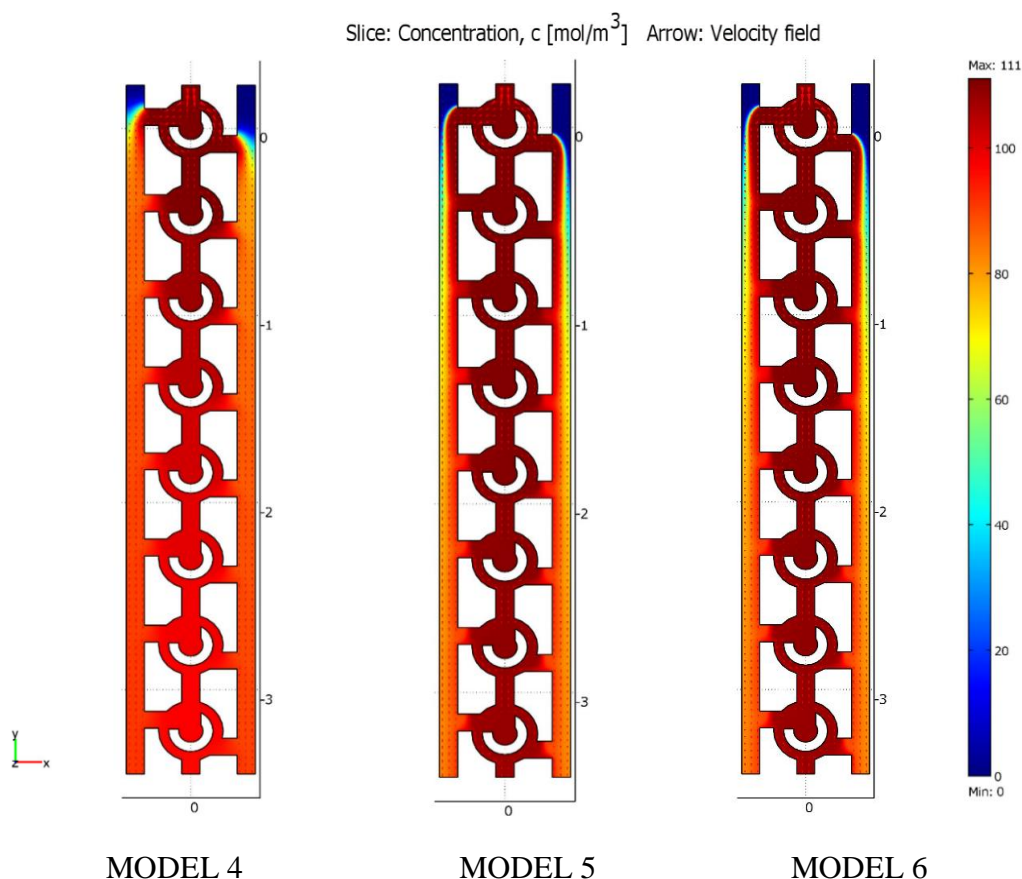 Slice: Concentration, c [mol/m³] Arrow: Velocity field
Max: 111
100
80
60
40
20
0
Min: 0
0
-1
-2
-3
0
0
-1
-2
-3
0
0
-1
-2
-3
0
y
z
x
MODEL 4
MODEL 5
MODEL 6